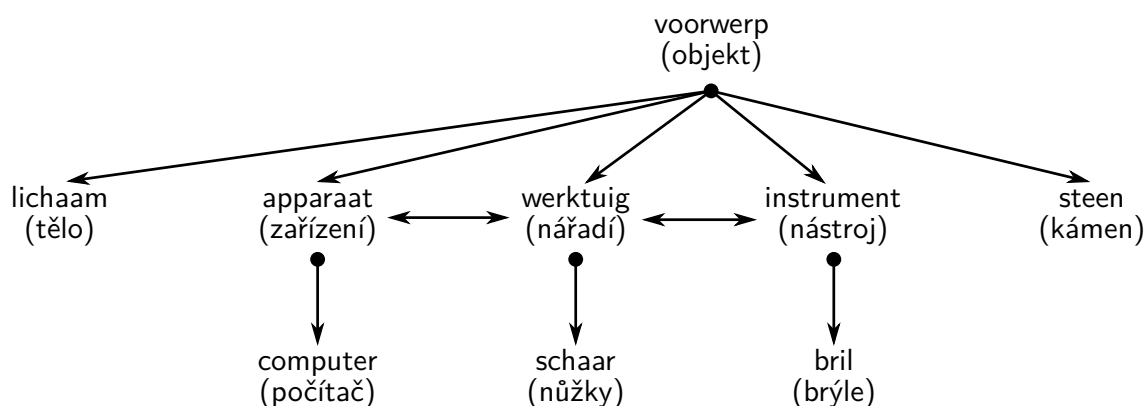 voorwerp
(objekt)
lichaam
(tělo)
apparaat
(zařízení)
werktuig
(nářadí)
instrument
(nástroj)
steen
(kámen)
computer
(počítač)
schaar
(nůžky)
bril
(brýle)